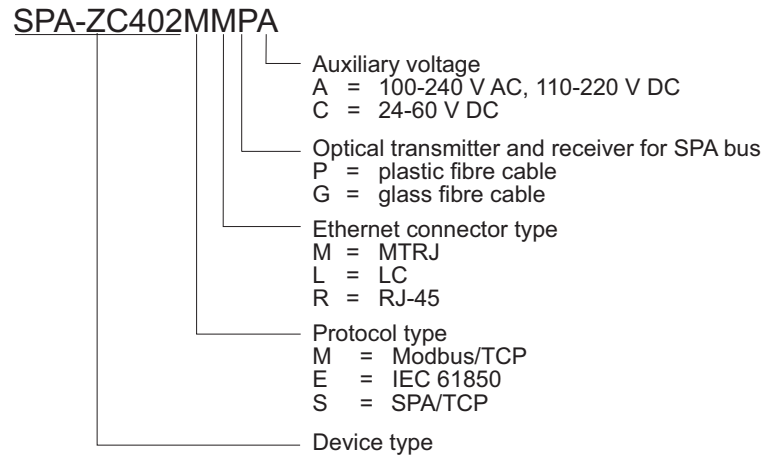 SPA-ZC402MMPA
Auxiliary voltage
A = 100-240 V AC, 110-220 V DC
C = 24-60 V DC
Optical transmitter and receiver for SPA bus
P = plastic fibre cable
G = glass fibre cable
Ethernet connector type
M = MTRJ
L = LC
R = RJ-45
Protocol type
M = Modbus/TCP
E = IEC 61850
S = SPA/TCP
Device type